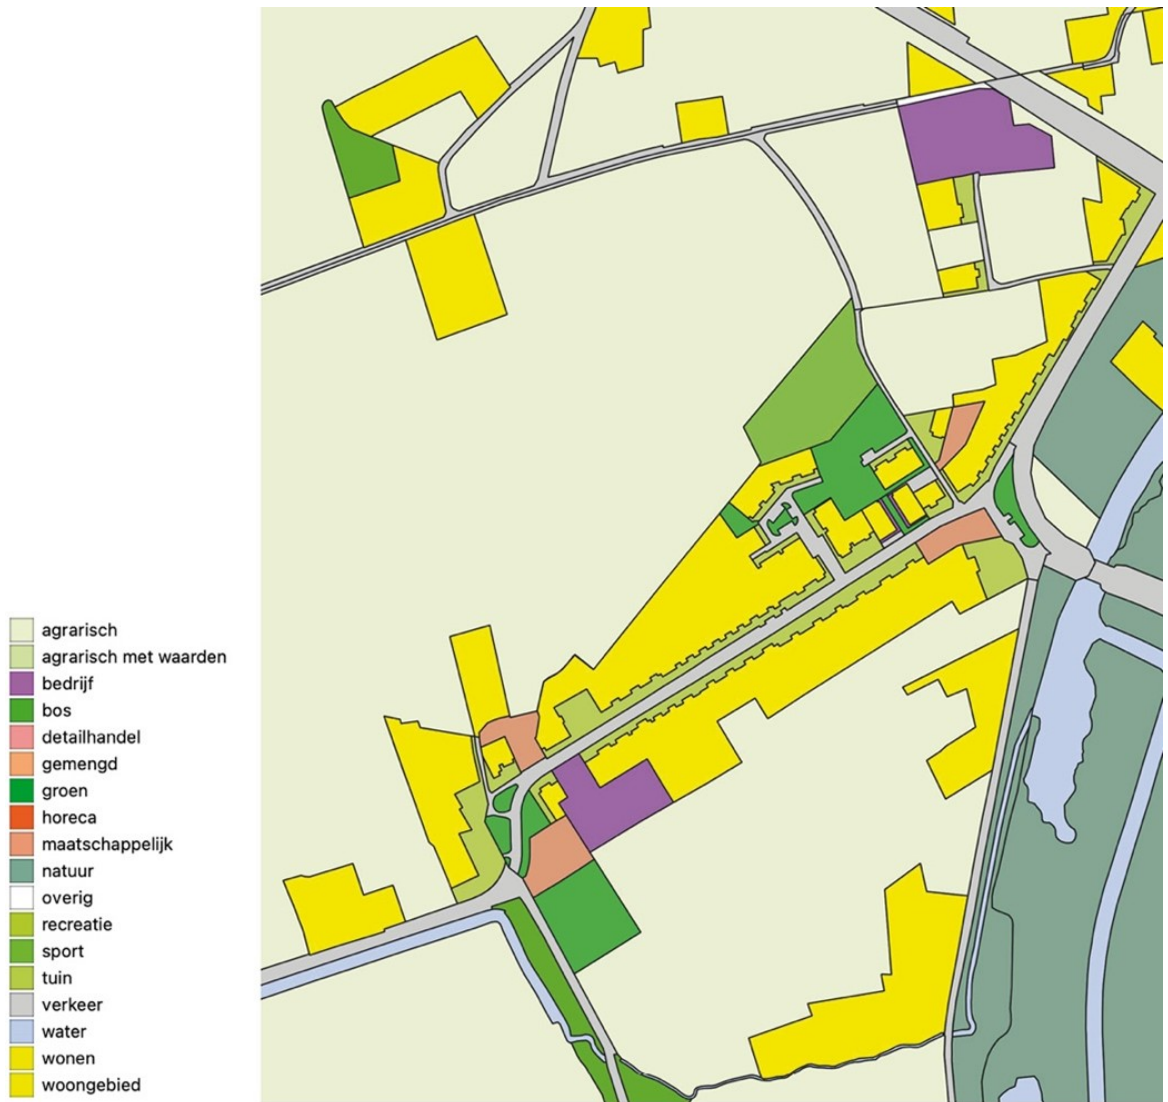 agrarisch
agrarisch met waarden
bedrijf
bos
detailhandel
gemengd
groen
horeca
maatschappelijk
natuur
overig
recreatie
sport
tuin
verkeer
water
wonen
woongebied